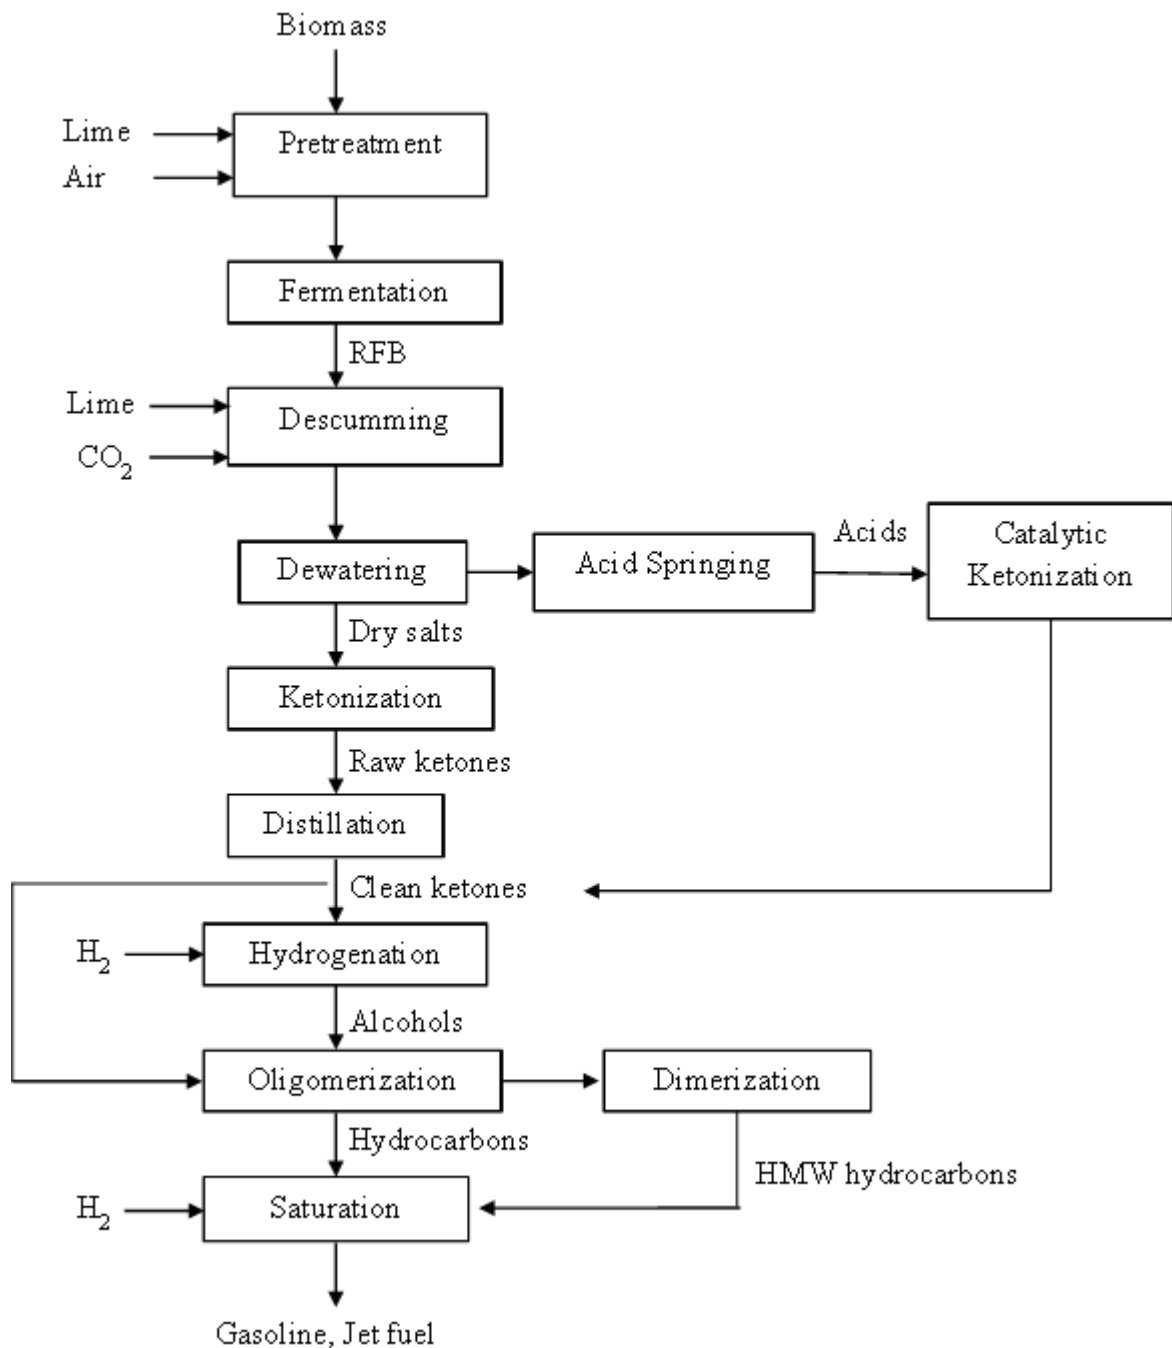 Biomass
Lime
Pretreatment
Air
Fermentation
RFB
Lime
Descumming
CO2
Dewatering
Acid Springing
Acids
Catalytic
Ketonization
Dry salts
Ketonization
Raw ketones
Distillation
Clean ketones
H2
Hydrogenation
Alcohols
Oligomerization
Dimerization
Hydrocarbons
HMW hydrocarbons
H2
Saturation
Gasoline, Jet fuel